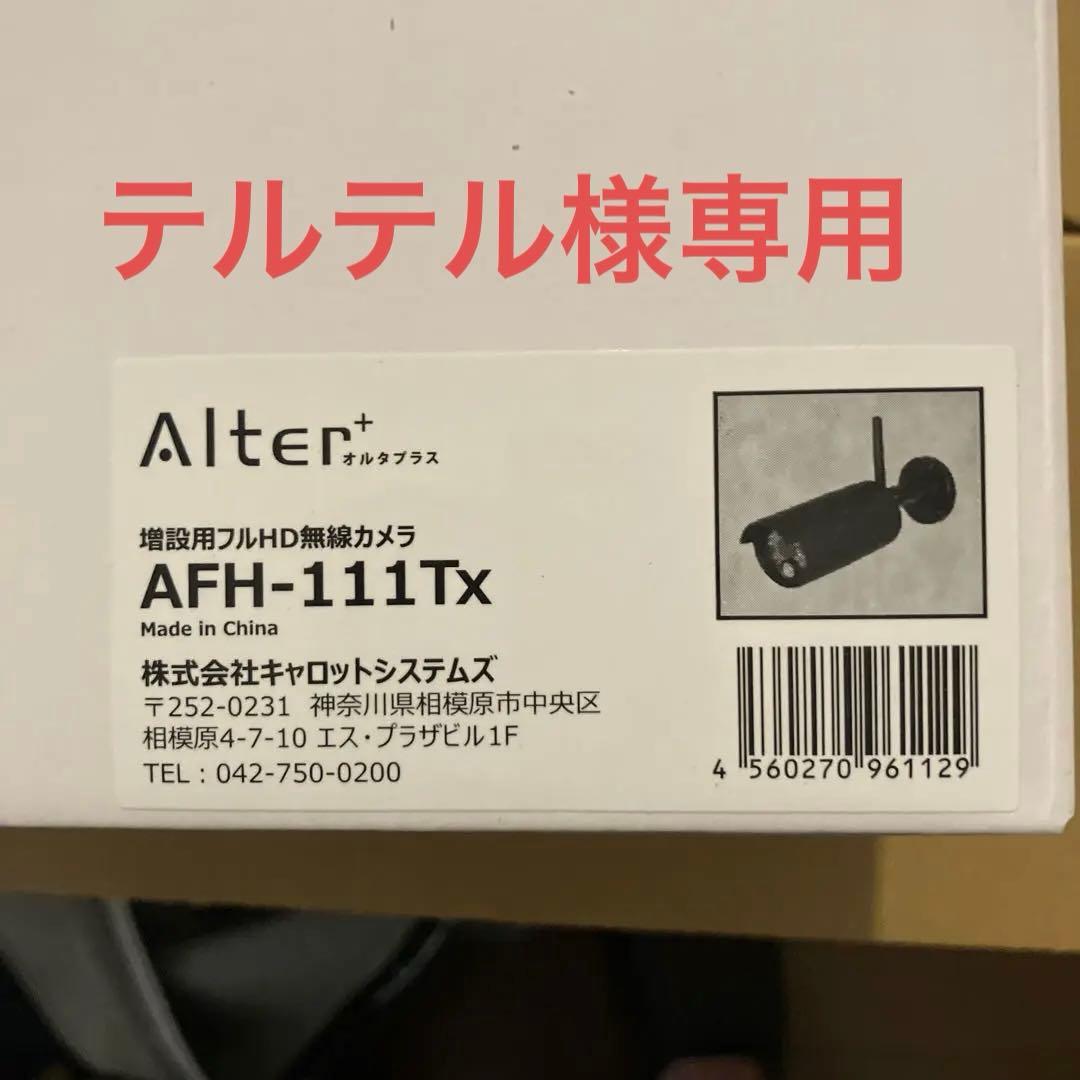 テルテル様専用
Alter+
オルタプラス
増設用フルHD無線カメラ
AFH-111Tx
Made in China
株式会社キャロットシステムズ
〒252-0231 神奈川県相模原市中央区
相模原4-7-10 エス・プラザビル1F
TEL : 042-750-0200
4 560270 961129